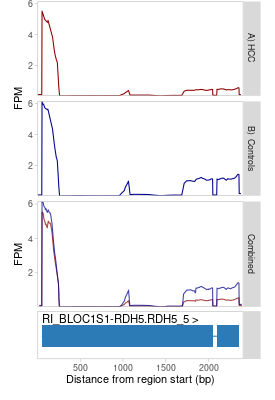 6
4
2
A) HCC
FPM
6
4
2
B) Controls
6
4
2
FPM
Combined
RI_BLOC1S1-RDH5.RDH5_5 >
500 1000 1500 2000
Distance from region start (bp)